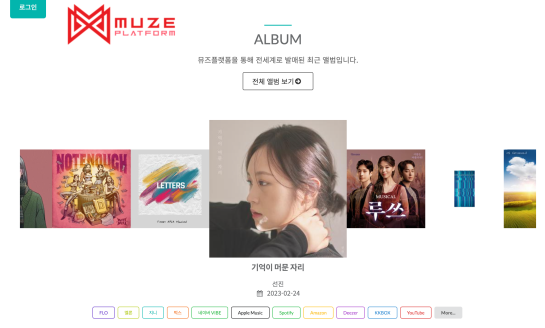 로그인
MUZE
PLATFORM
ALBUM
뮤즈플랫폼을 통해 전세계로 발매된 최근 앨범입니다.
전체 앨범 보기
NOTENOUGH
LETTERS
MUSICAL
루쓰
기억이 머문 자리
선진
2023-02-24
FLO
멜론
지니
벅스
네이버 VIBE
Apple Music
Spotify
Amazon
Deezer
KKBOX
YouTube
More...